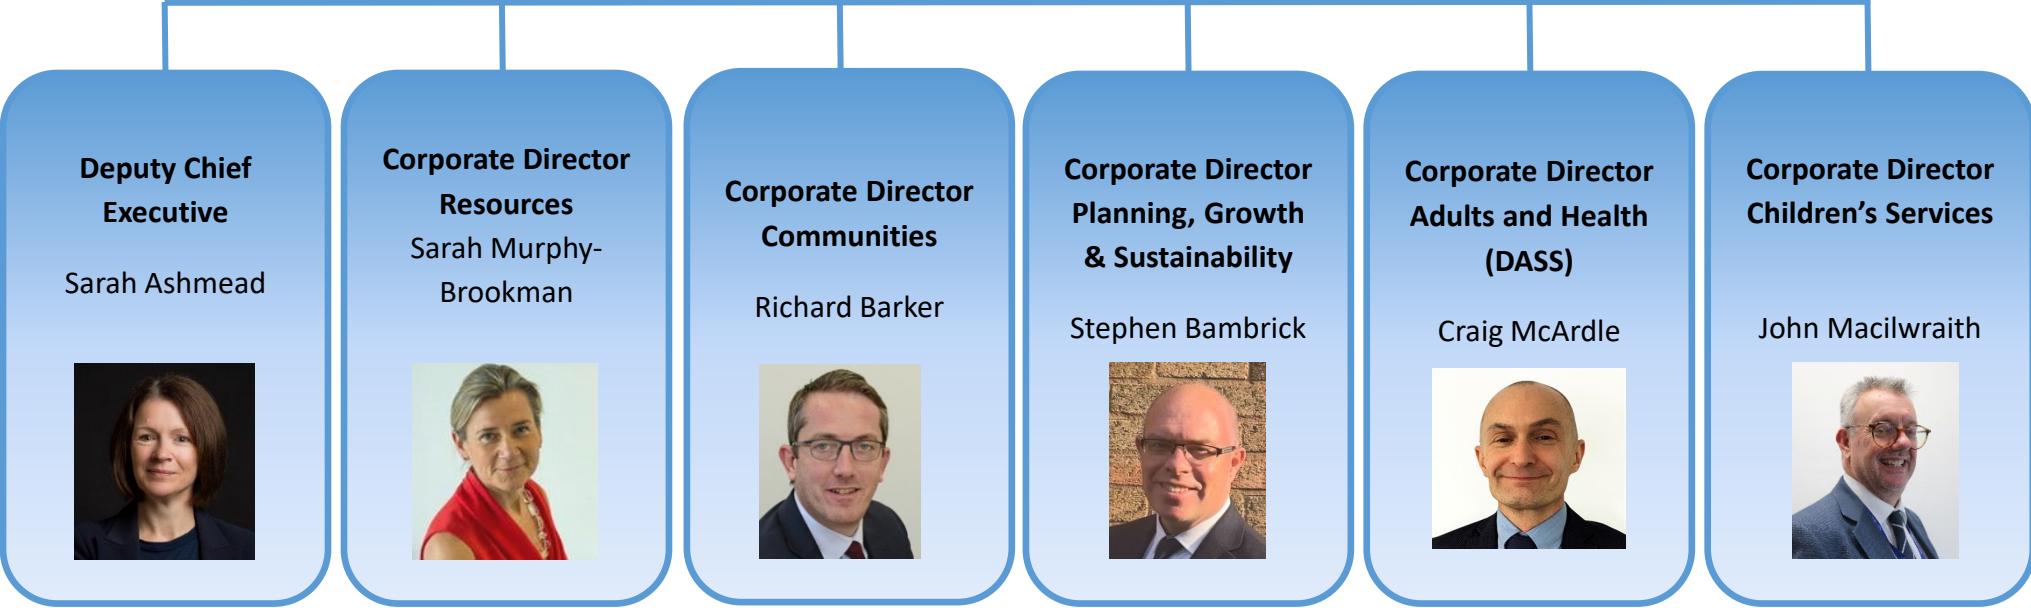 Deputy Chief
Executive
Sarah Ashmead
Corporate Director
Resources
Sarah Murphy-
Brookman
Corporate Director
Communities
Richard Barker
Corporate Director
Planning, Growth
& Sustainability
Stephen Bambrick
Corporate Director
Adults and Health
(DASS)
Craig McArdle
Corporate Director
Children’s Services
John Macilwraith